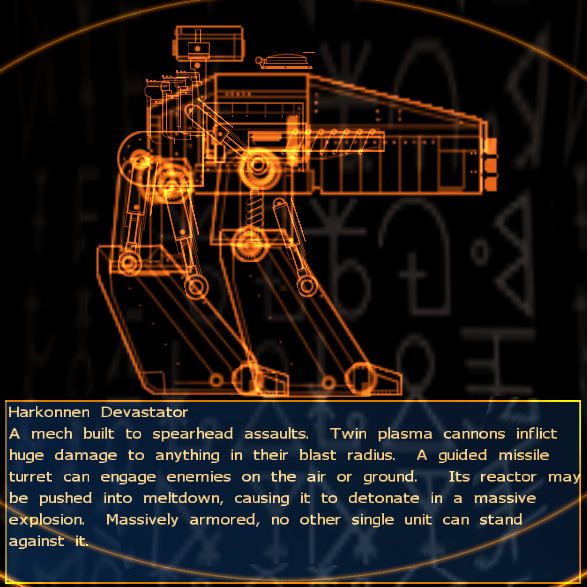 Harkonnen Devastator
A mech built to spearhead assaults. Twin plasma cannons inflict
huge damage to anything in their blast radius. A guided missile
turret can engage enemies on the air or ground. Its reactor may
be pushed into meltdown, causing it to detonate in a massive
explosion. Massively armored, no other single unit can stand
against it.